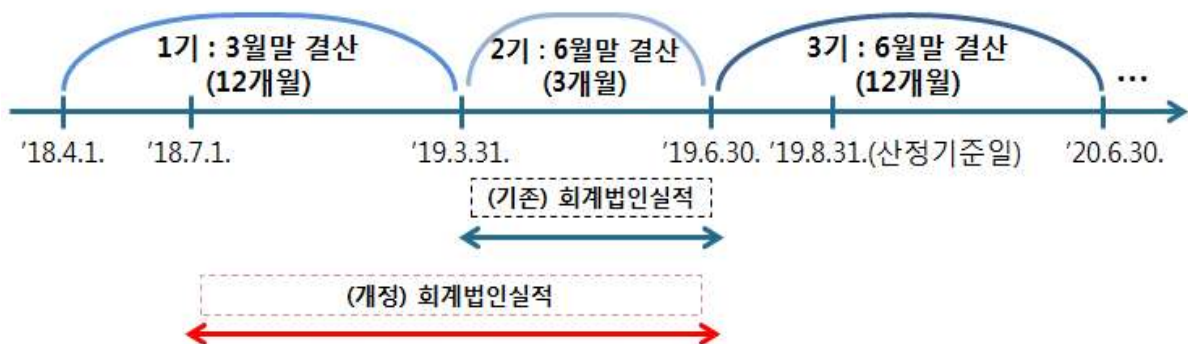 1기 : 3월말 결산
(12개월)
2기 : 6월말 결산
(3개월)
3기 : 6월말 결산
(12개월)
...
'18.4.1.
'18.7.1.
'19.3.31.
'19.6.30.
'19.8.31.(산정기준일)
'20.6.30.
(기존) 회계법인실적
(개정) 회계법인실적